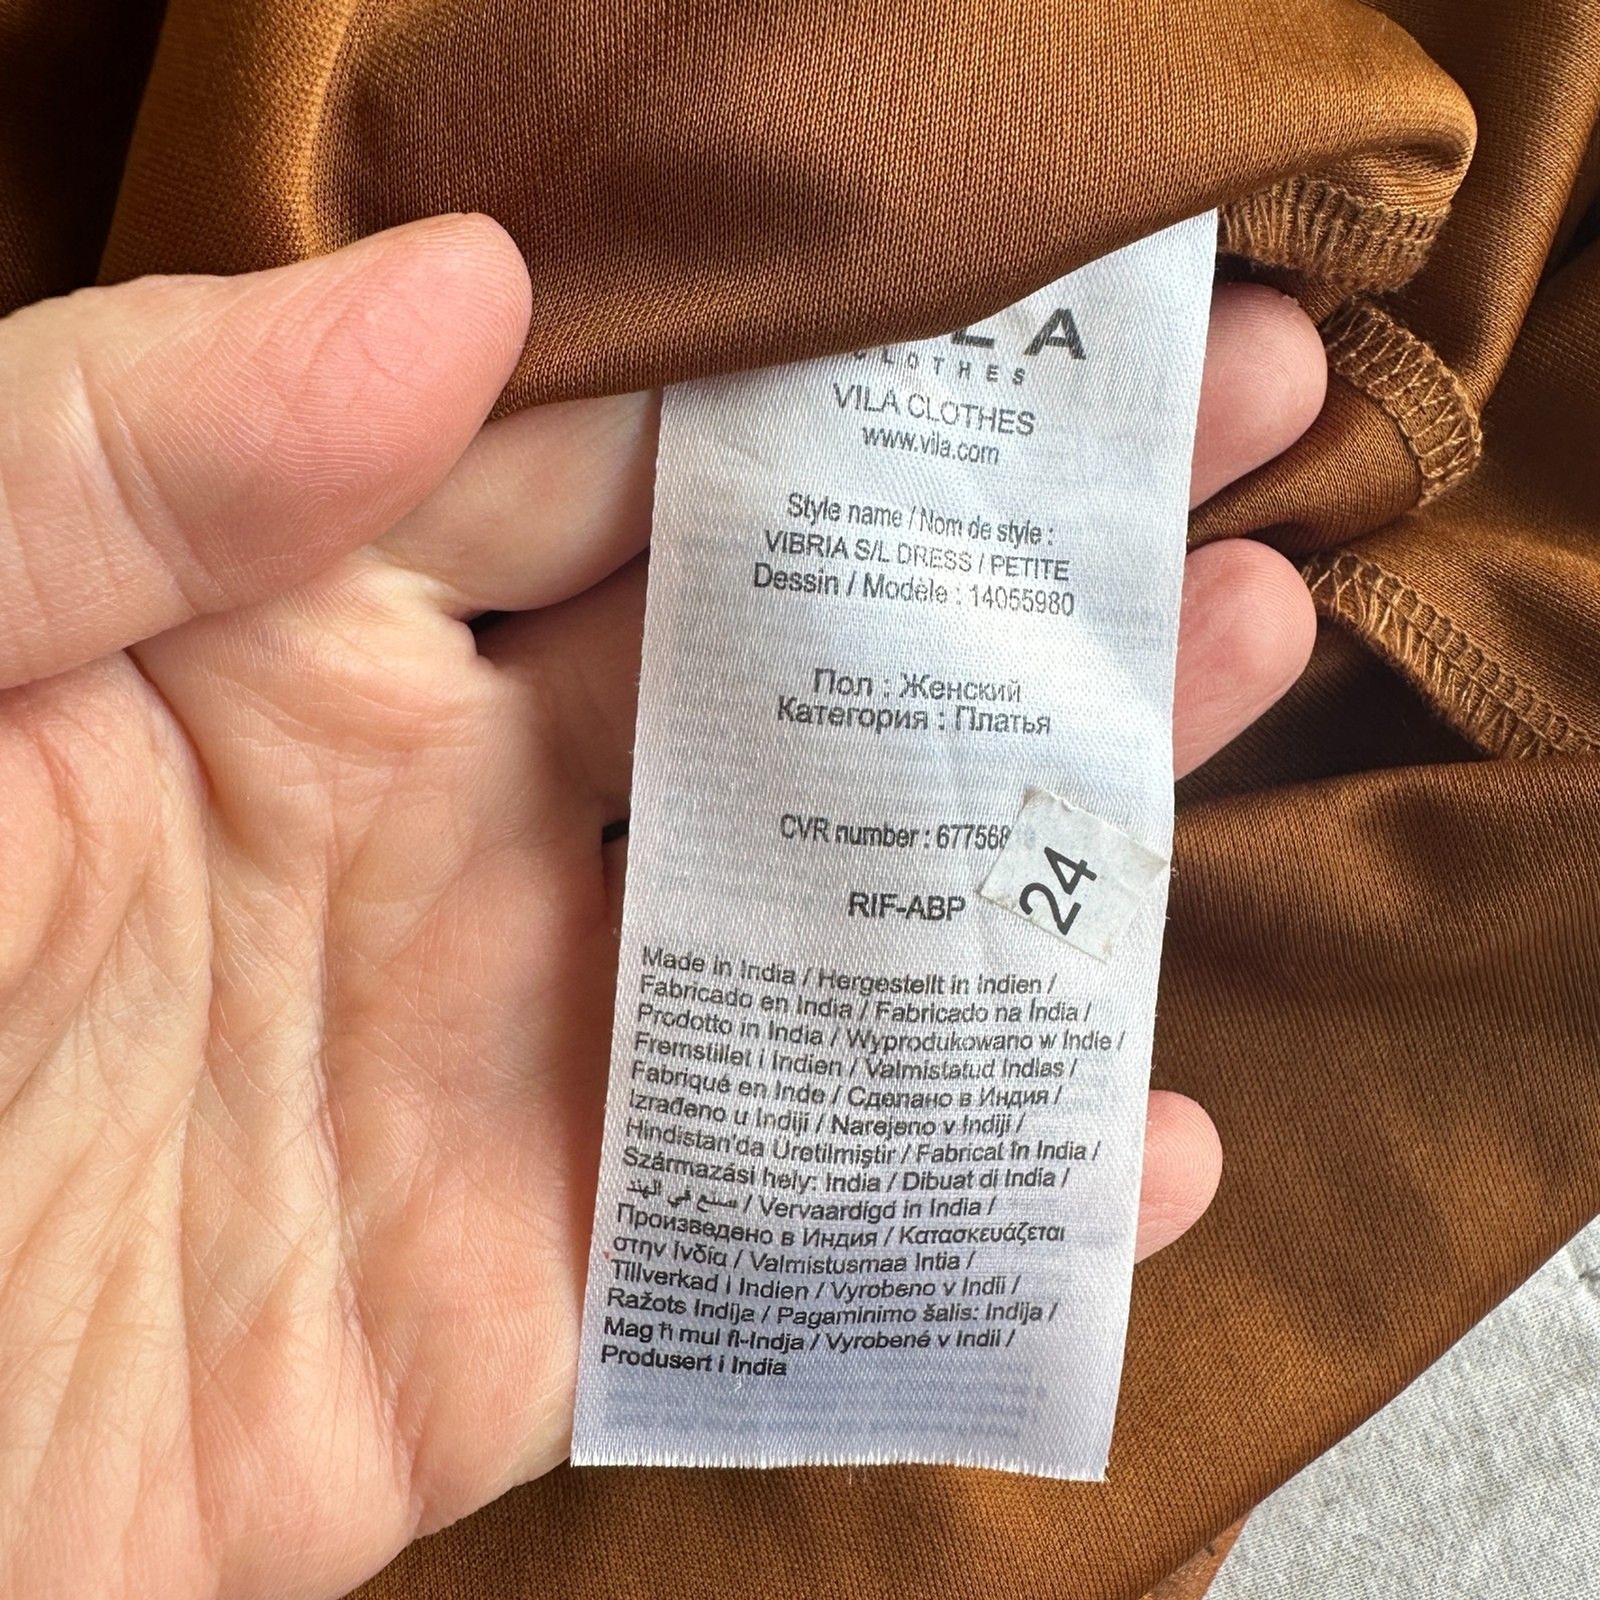 LA
CLOTHES
VILA CLOTHES
www.vila.com
Style name / Nom de style :
VIBRIA S/L DRESS / PETITE
Dessin / Modèle : 14055980
Пол : Женский
Категория : Платья
CVR number : 677568
24
RIF-ABP
Made in India / Hergestellt in Indien /
Fabricado en India / Fabricado na Índia /
Prodotto in India / Wyprodukowano w Indie /
Fremstillet i Indien / Valmistatud Indias /
Fabriqué en Inde / Сделано в Индия /
Izrađeno u Indiji / Narejeno v Indiji /
Hindistan'da Üretilmiştir / Fabricat în India /
Származási hely: India / Dibuat di India /
صنع في الهند / Vervaardigd in India /
Произведено в Индия / Κατασκευάζεται
στην ίνδία / Valmistusmaa Intia /
Tillverkad i Indien / Vyrobeno v Indii /
Ražots Indija / Pagaminimo šalis: Indija /
Mag ħ mul fl-Indja / Vyrobené v Indii /
Produsert i India